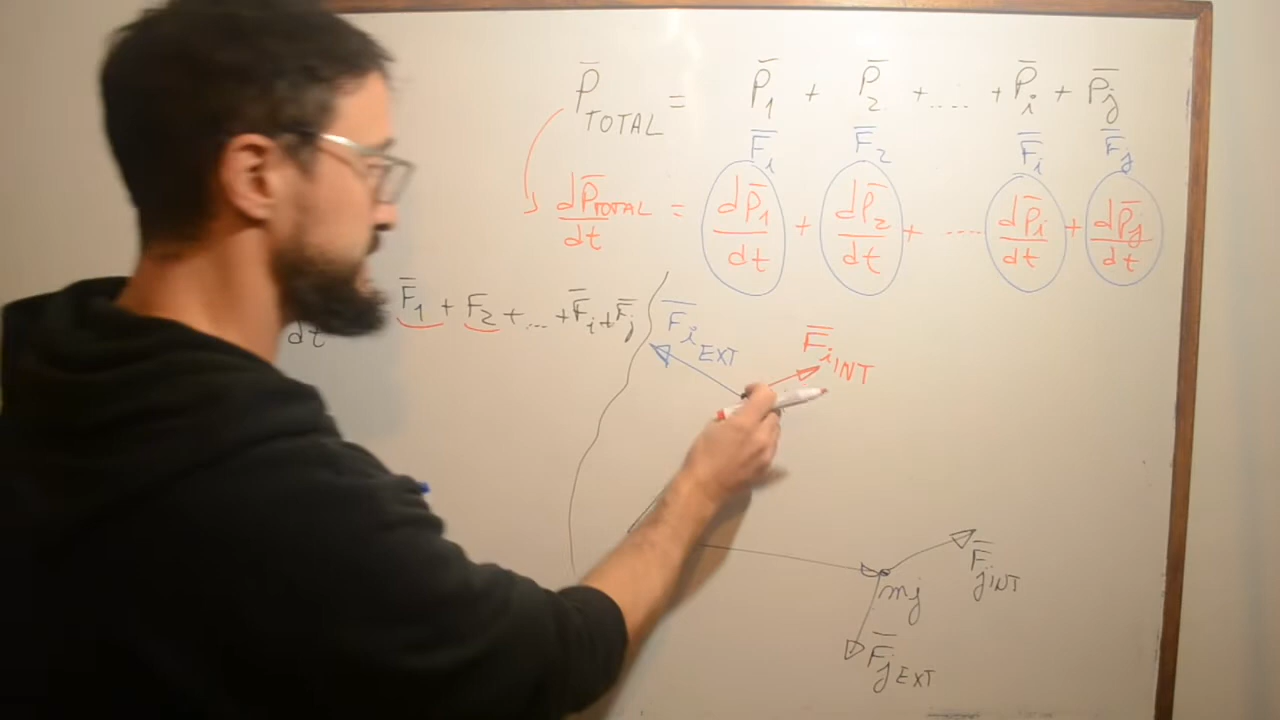 P̄ TOTAL = P̄1 + P̄2 + .... + P̄i + P̄j
F̄i F̄2 F̄i F̄j
dP̄TOTAL/dt = dP̄1/dt + dP̄2/dt + .... dP̄i/dt + dP̄j/dt
dt F̄1 + F̄2 + ... + F̄i + F̄j
F̄i EXT
F̄i INT
mj
F̄j INT
F̄j EXT